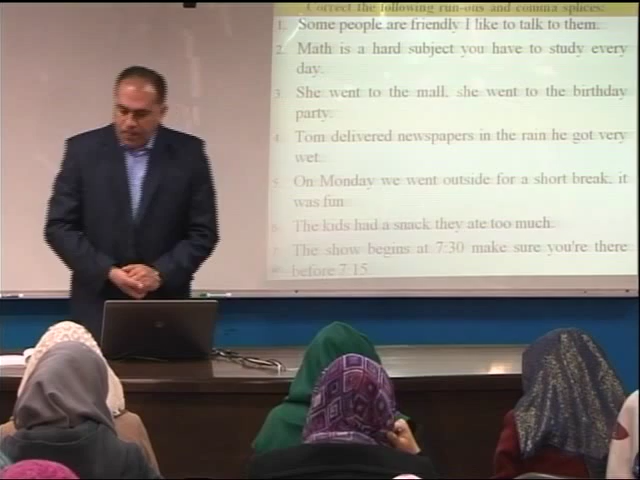 Correct the following run-ons and comma splices:
1. Some people are friendly I like to talk to them.
2. Math is a hard subject you have to study every
day.
3. She went to the mall, she went to the birthday
party.
4. Tom delivered newspapers in the rain he got very
wet.
5. On Monday we went outside for a short break, it
was fun
6. The kids had a snack they ate too much.
7. The show begins at 7:30 make sure you're there
before 7:15.